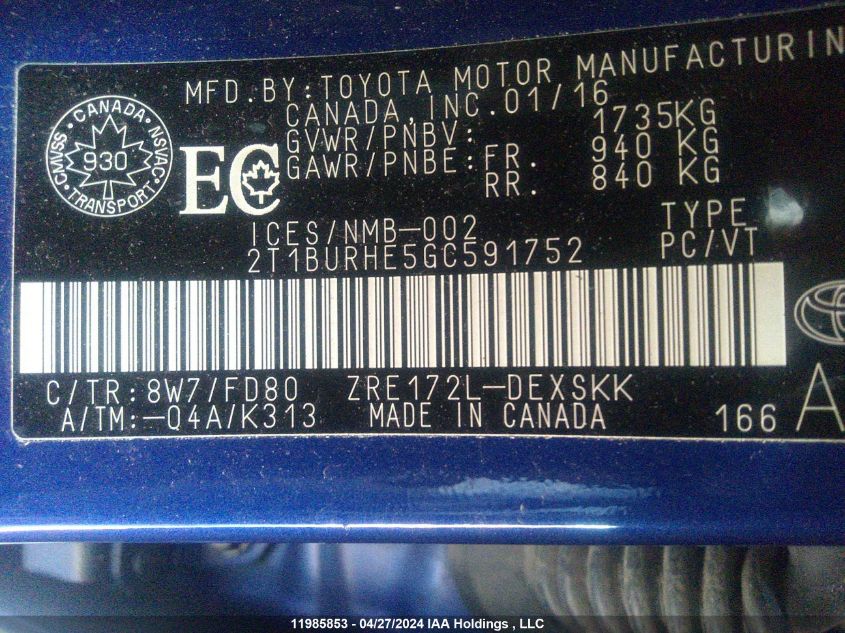 MFD.BY:TOYOTA MOTOR MANUFACTURIN
CANADA,INC.01/16
GVWR/PNBV: 1735KG
GAWR/PNBE:FR. 940 KG
RR. 840 KG
CANADA
CMVSS NSVAC
930
TRANSPORT
EC
ICES/NMB-002
TYPE
2T1BURHE5GC591752
PC/VT
C/TR:8W7/FD80 ZRE172L-DEXSKK
A/TM:-Q4A/K313 MADE IN CANADA 166 A
11985853 - 04/27/2024 IAA Holdings , LLC